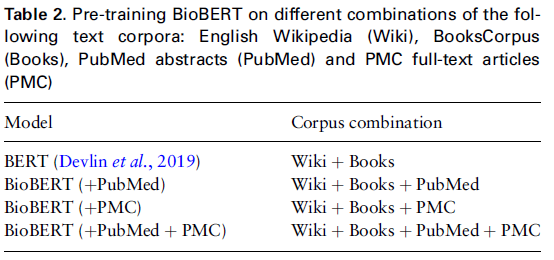 Table 2. Pre-training BioBERT on different combinations of the fol-
lowing text corpora: English Wikipedia (Wiki), BooksCorpus
(Books), PubMed abstracts (PubMed) and PMC full-text articles
(PMC)
Model Corpus combination
BERT (Devlin et al., 2019) Wiki + Books
BioBERT (+PubMed) Wiki + Books + PubMed
BioBERT (+PMC) Wiki + Books + PMC
BioBERT (+PubMed + PMC) Wiki + Books + PubMed + PMC